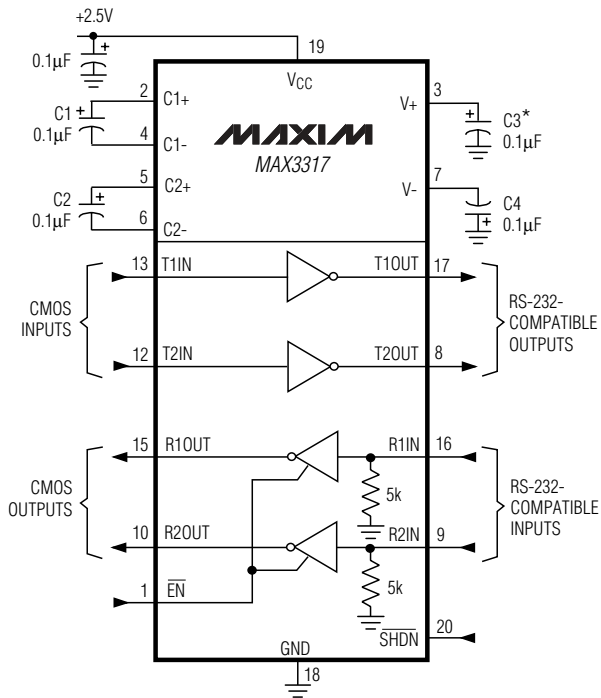 +2.5V
0.1μF
19
VCC
2 C1+
C1
0.1μF
4 C1-
5 C2+
C2
0.1μF
6 C2-
MAXIM
MAX3317
3 V+
C3*
0.1μF
7 V-
C4
0.1μF
13 T1IN T1OUT 17
12 T2IN T2OUT 8
CMOS
INPUTS
RS-232-
COMPATIBLE
OUTPUTS
15 R1OUT R1IN 16
5k
10 R2OUT R2IN 9
5k
CMOS
OUTPUTS
RS-232-
COMPATIBLE
INPUTS
1 EN
SHDN 20
GND
18
+
+
+
+
+